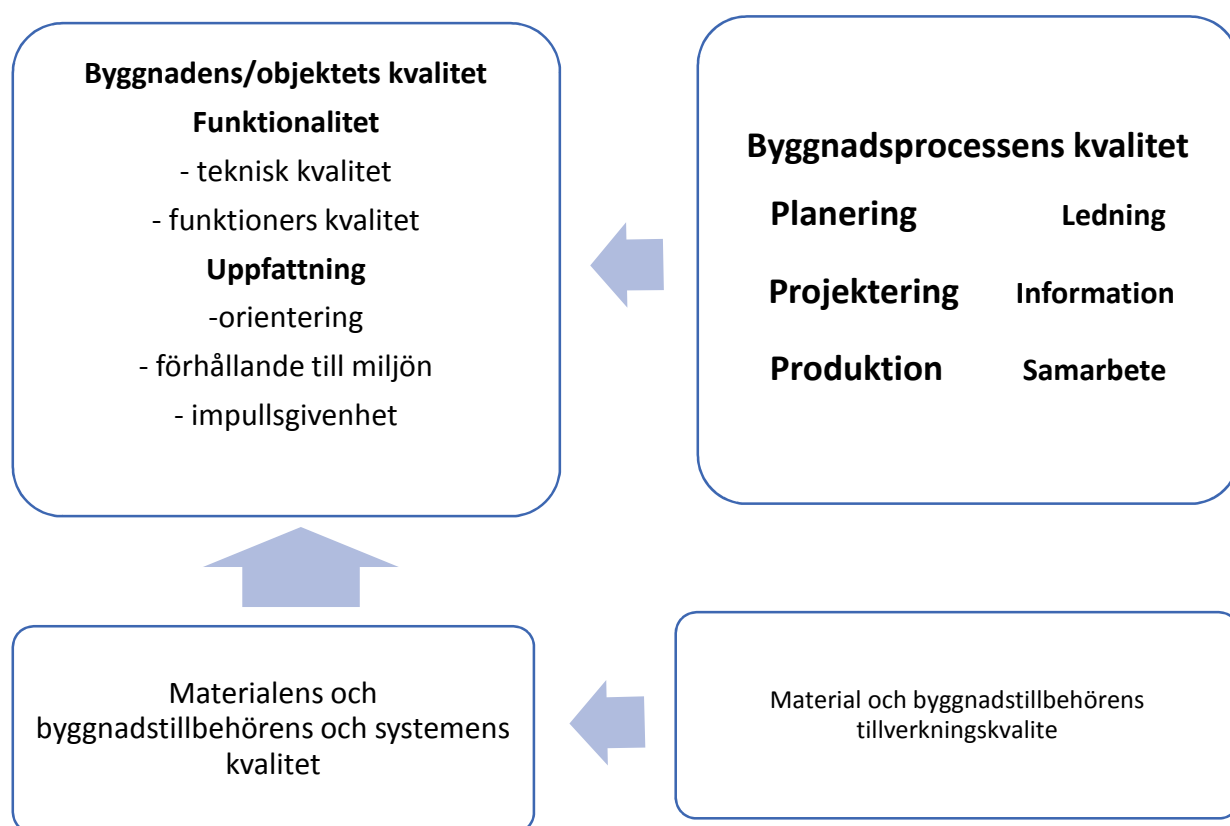 Byggnadens/objektets kvalitet
Funktionalitet
- teknisk kvalitet
- funktioners kvalitet
Uppfattning
-orientering
- förhållande till miljön
- impullsgivenhet
Byggnadsprocessens kvalitet
Planering Ledning
Projektering Information
Produktion Samarbete
Materialens och
byggnadstillbehörens och systemens
kvalitet
Material och byggnadstillbehörens
tillverkningskvalite